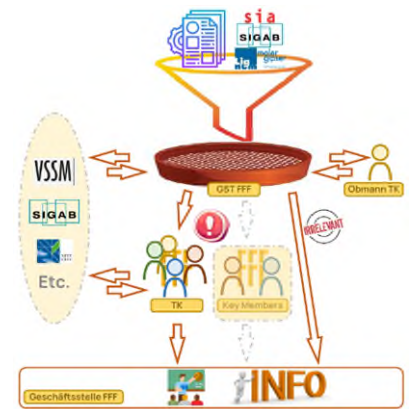 sia
SIGAB
VSSM
SIGAB
Etc.
GST FFF
Obmann TK
IRRELEVANT
FFF
TK
Key Members
INFO
Geschäftsstelle FFF